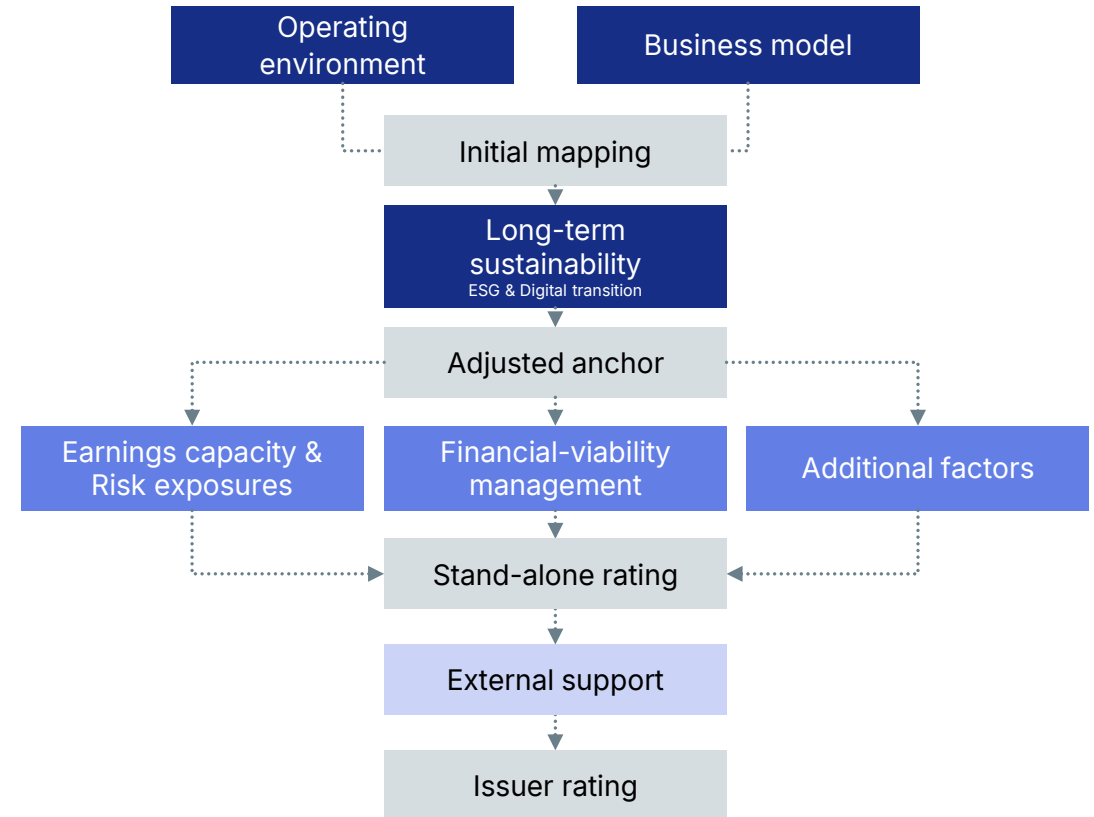 Operating
environment
Business model
Initial mapping
Long-term
sustainability
ESG & Digital transition
Adjusted anchor
Earnings capacity &
Risk exposures
Financial-viability
management
Additional factors
Stand-alone rating
External support
Issuer rating